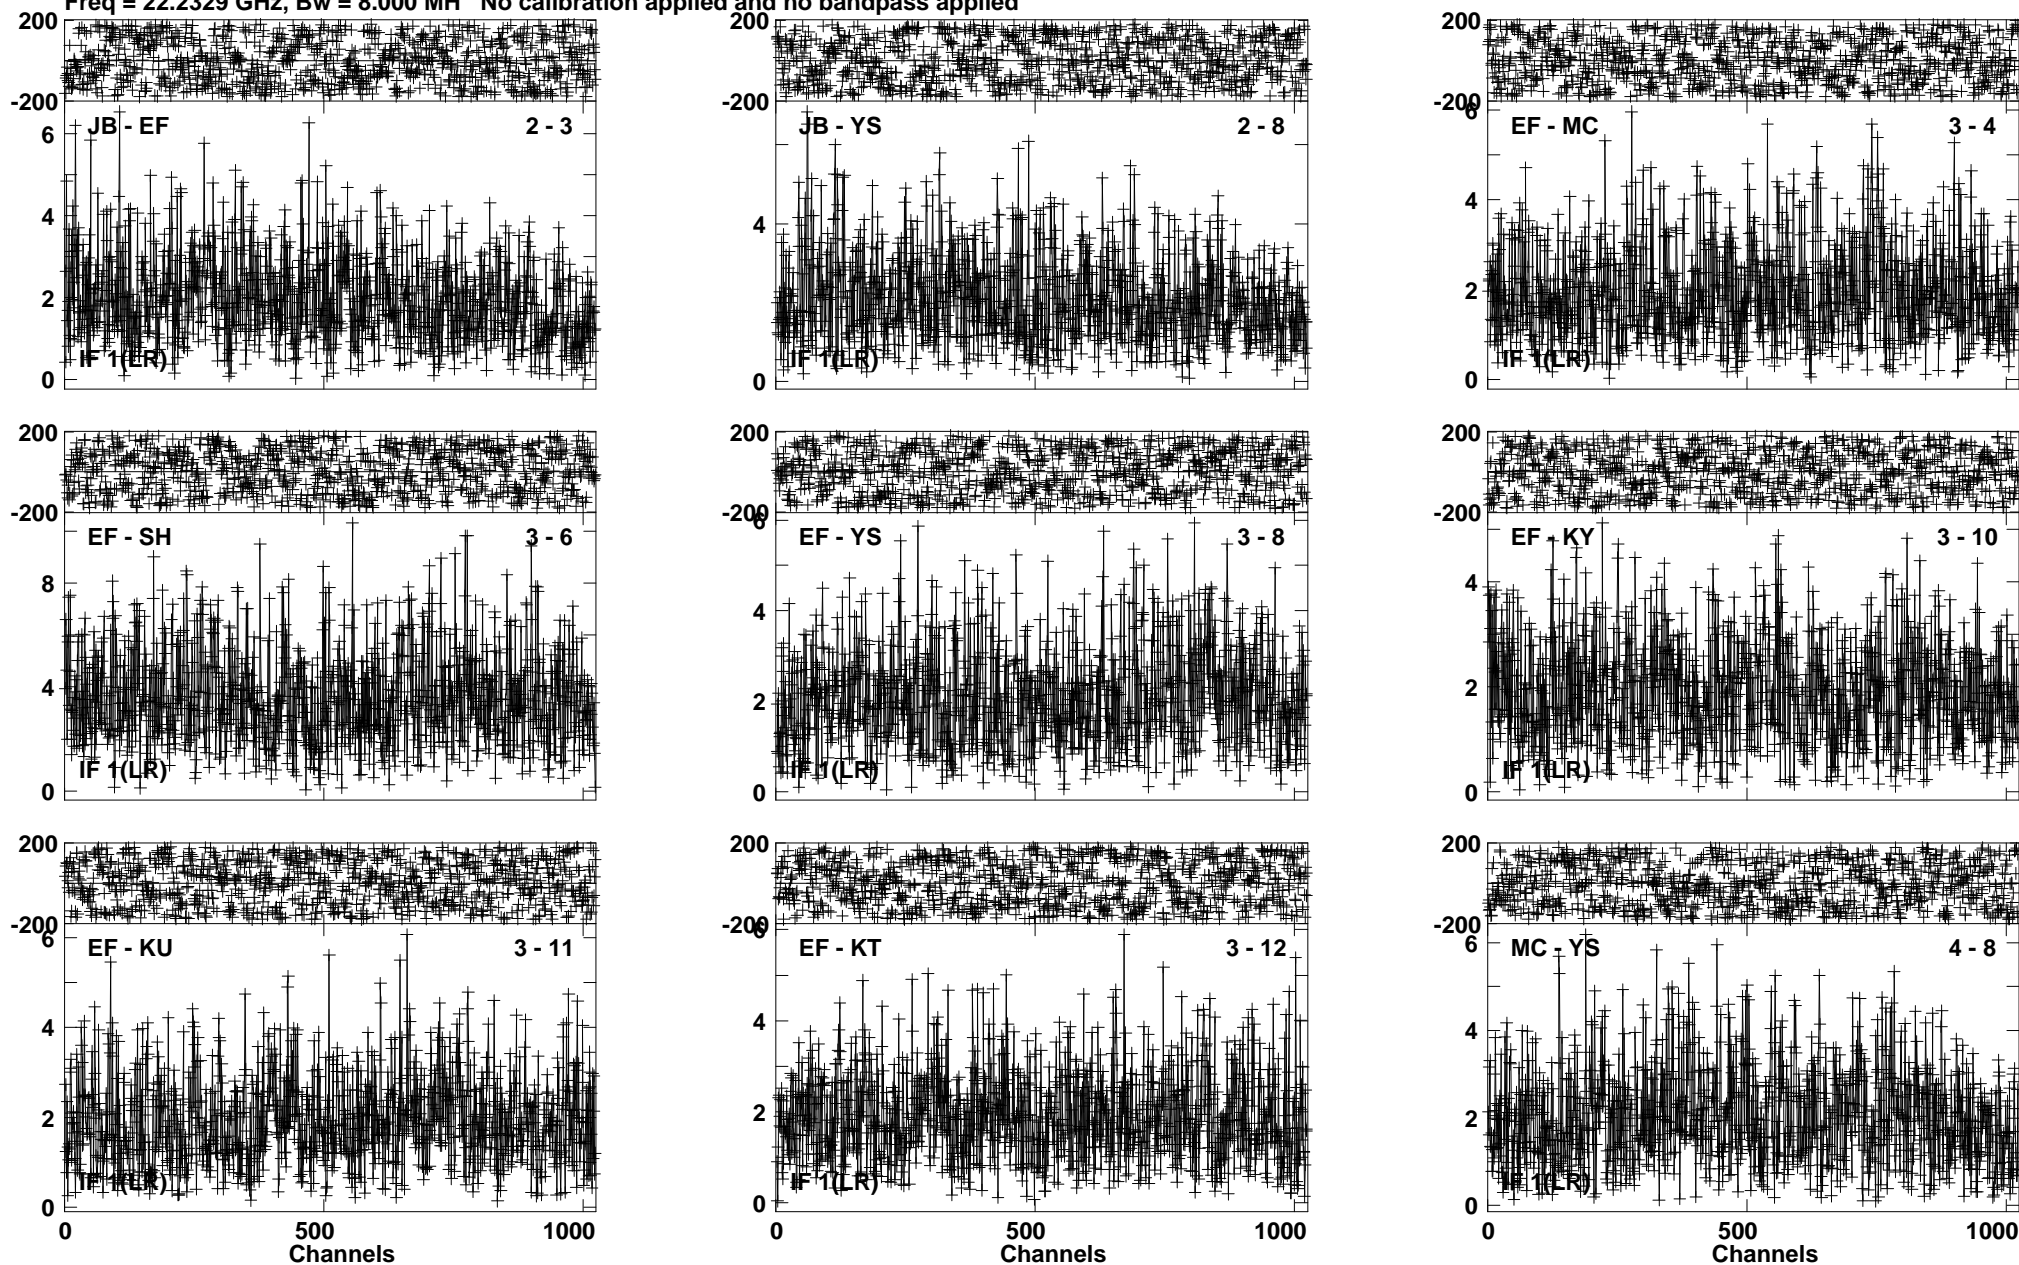 Freq = 22.2329 GHz, Bw = 8.000 MH No calibration applied and no bandpass applied
200 200 200
-200 -200 -200
JB - EF 2 - 3 JB - YS 2 - 8 EF - MC 3 - 4
6 6
4 4 4
2 2
IF 1(LR) IF 1(LR) IF 1(LR)
0 0 0
200 200 200
-200 -200 -200
EF - SH 3 - 6 EF - YS 3 - 8 EF - KY 3 - 10
6
8 4 4
4 2 2
IF 1(LR) IF 1(LR) IF 1(LR)
0 0 0
200 200 200
-200 -200 -200
EF - KU 3 - 11 EF - KT 3 - 12 MC - YS 4 - 8
6 6 6
4 4 4
2 2 2
IF 1(LR) IF 1(LR) IF 1(LR)
0 0 0
0 500 1000 0 500 1000 0 500 1000
Channels Channels Channels